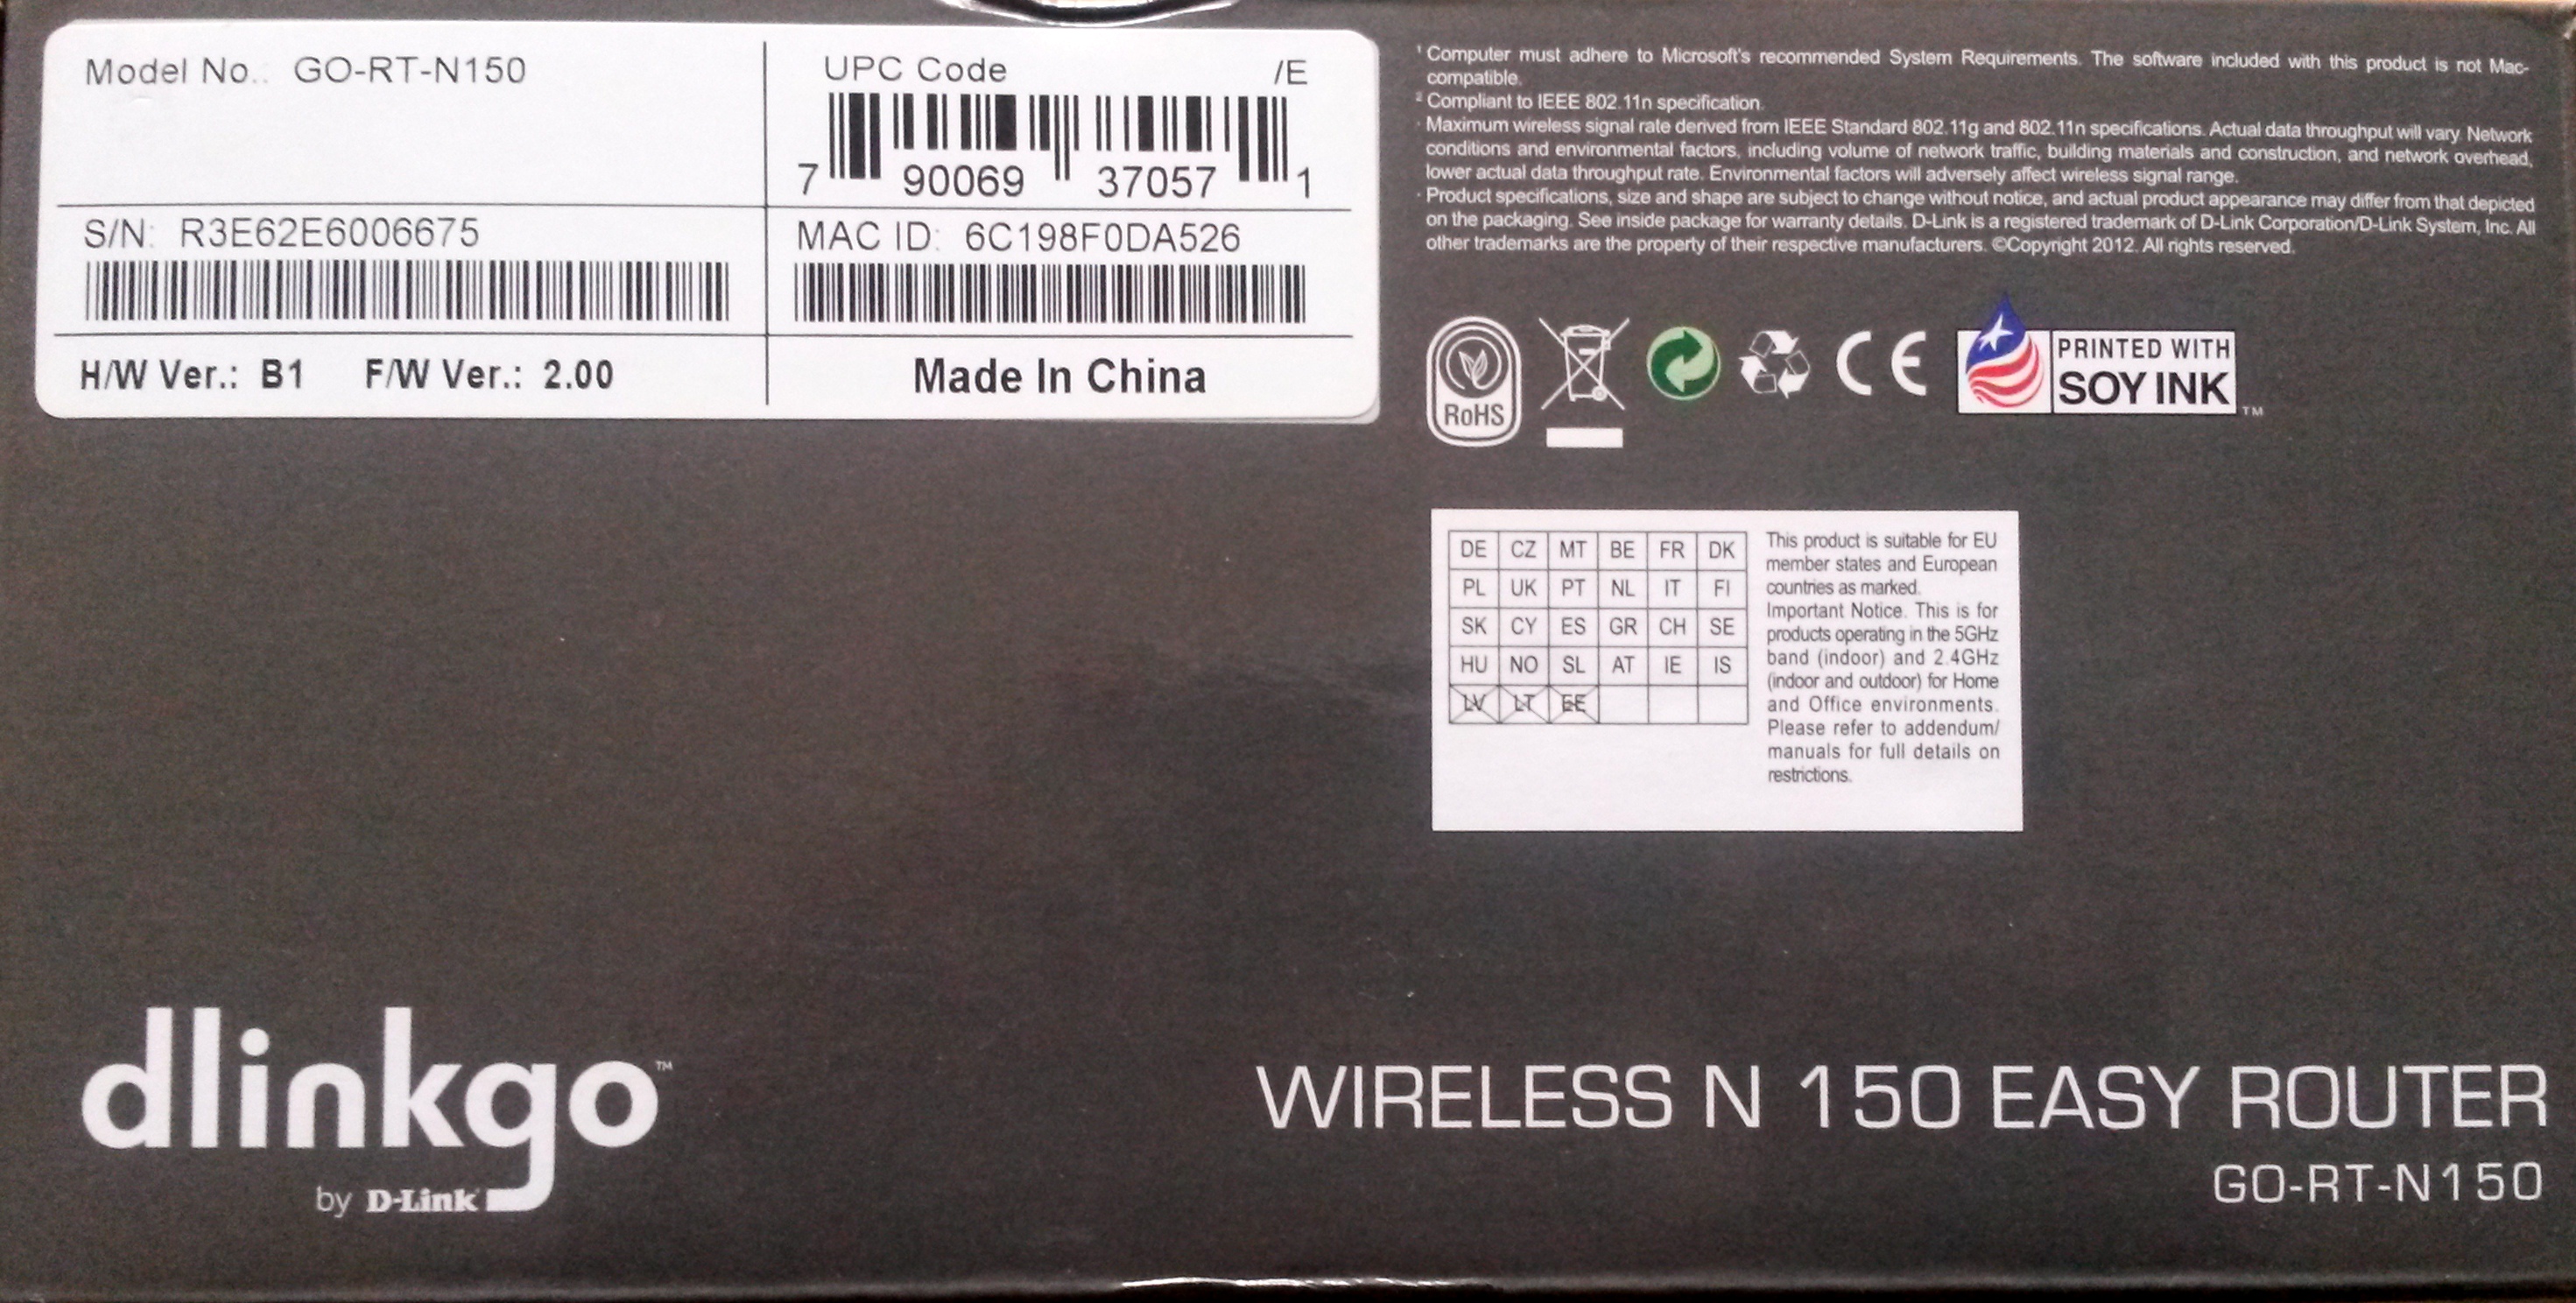 Model No.: GO-RT-N150
UPC Code /E
7 90069 37057 1
S/N: R3E62E6006675
MAC ID: 6C198F0DA526
H/W Ver.: B1 F/W Ver.: 2.00
Made In China
¹ Computer must adhere to Microsoft's recommended System Requirements. The software included with this product is not Mac-
compatible.
² Compliant to IEEE 802.11n specification.
· Maximum wireless signal rate derived from IEEE Standard 802.11g and 802.11n specifications. Actual data throughput will vary. Network
conditions and environmental factors, including volume of network traffic, building materials and construction, and network overhead,
lower actual data throughput rate. Environmental factors will adversely affect wireless signal range.
· Product specifications, size and shape are subject to change without notice, and actual product appearance may differ from that depicted
on the packaging. See inside package for warranty details. D-Link is a registered trademark of D-Link Corporation/D-Link System, Inc. All
other trademarks are the property of their respective manufacturers. ©Copyright 2012. All rights reserved.
RoHS
CE
PRINTED WITH
SOY INK ™
DE CZ MT BE FR DK
PL UK PT NL IT FI
SK CY ES GR CH SE
HU NO SL AT IE IS
LV LT EE
This product is suitable for EU
member states and European
countries as marked.
Important Notice. This is for
products operating in the 5GHz
band (indoor) and 2.4GHz
(indoor and outdoor) for Home
and Office environments.
Please refer to addendum/
manuals for full details on
restrictions.
dlinkgo™
by D-Link
WIRELESS N 150 EASY ROUTER
GO-RT-N150